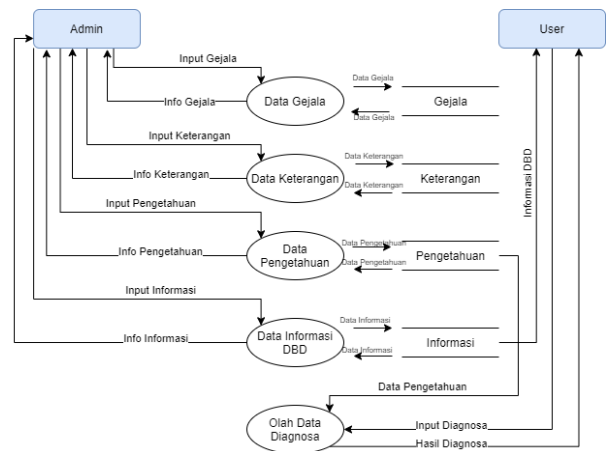 Admin
User
Input Gejala
Data Gejala
Info Gejala
Data Gejala
Gejala
Data Gejala
Input Keterangan
Data Keterangan
Info Keterangan
Data Keterangan
Keterangan
Data Keterangan
Informasi DBD
Input Pengetahuan
Data Pengetahuan
Info Pengetahuan
Data
Pengetahuan
Pengetahuan
Data Pengetahuan
Input Informasi
Data Informasi
Info Informasi
Data Informasi
DBD
Informasi
Data Informasi
Data Pengetahuan
Olah Data
Diagnosa
Input Diagnosa
Hasil Diagnosa